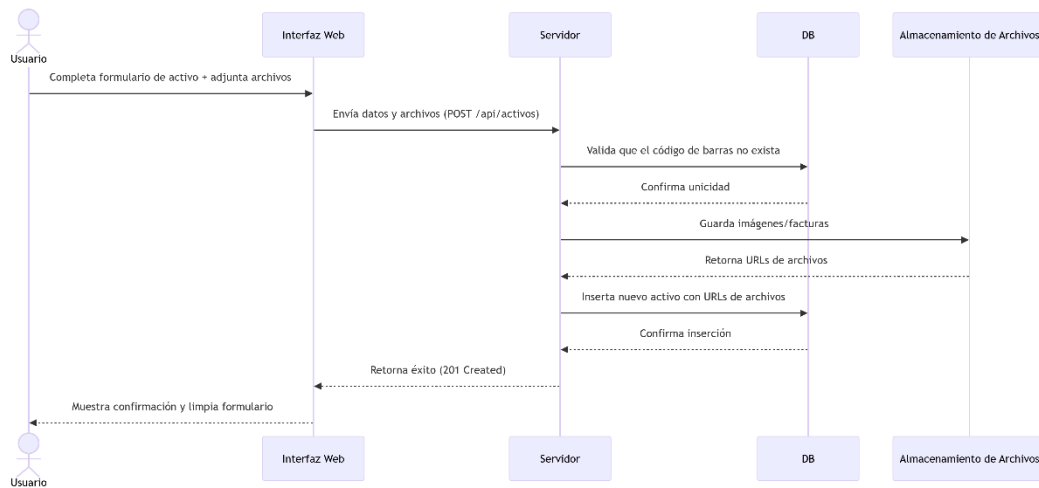 Interfaz Web
Servidor
DB
Almacenamiento de Archivos
Usuario
Completa formulario de activo + adjunta archivos
Envía datos y archivos (POST /api/activos)
Valida que el código de barras no exista
Confirma unicidad
Guarda imágenes/facturas
Retorna URLs de archivos
Inserta nuevo activo con URLs de archivos
Confirma inserción
Retorna éxito (201 Created)
Muestra confirmación y limpia formulario
Interfaz Web
Servidor
DB
Almacenamiento de Archivos
Usuario